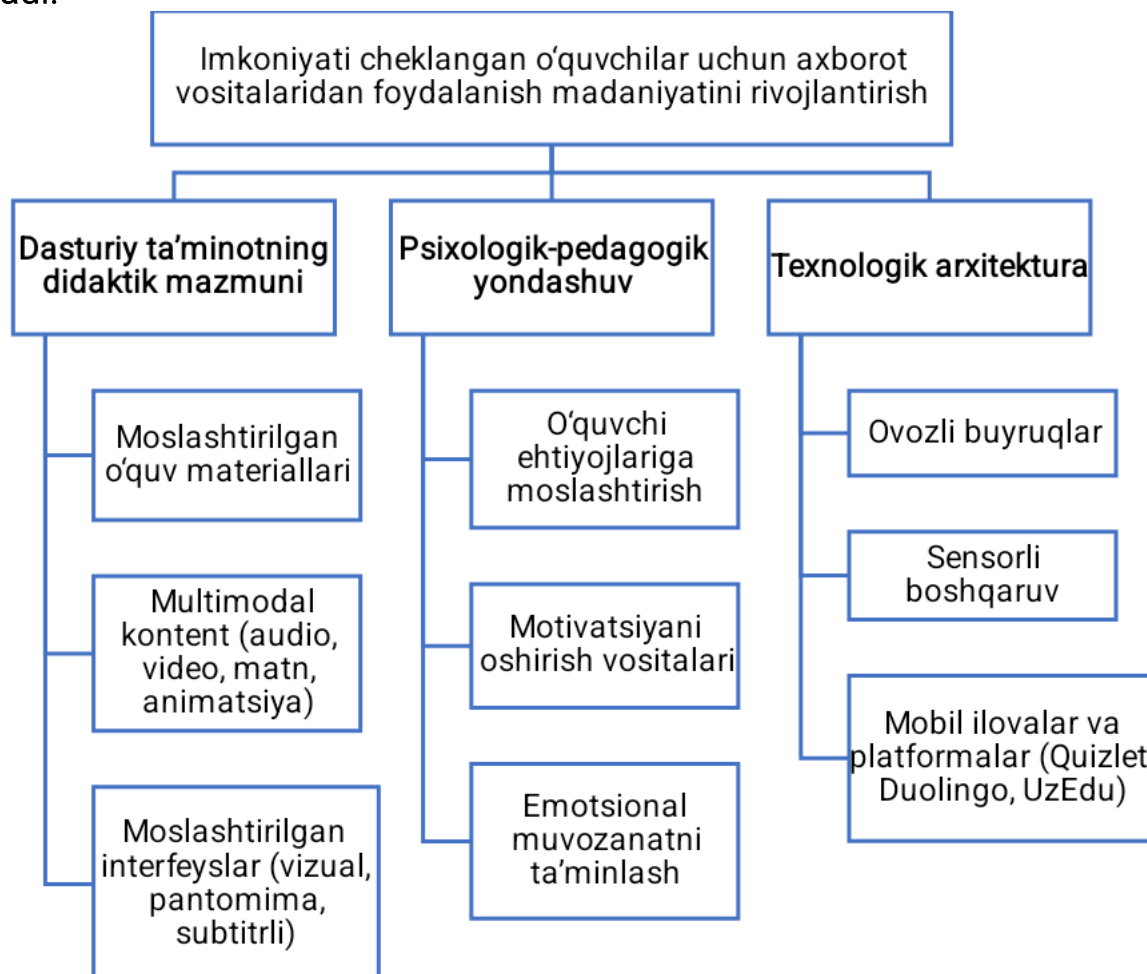 Imkoniyati cheklangan o‘quvchilar uchun axborot
vositalaridan foydalanish madaniyatini rivojlantirish
Dasturiy ta’minotning
didaktik mazmuni
Moslashtirilgan
o‘quv materiallari
Multimodal
kontent (audio,
video, matn,
animatsiya)
Moslashtirilgan
interfeyslar (vizual,
pantomima,
subtitrli)
Psixologik-pedagogik
yondashuv
O‘quvchi
ehtiyojlariga
moslashtirish
Motivatsiyani
oshirish vositalari
Emotsional
muvozanatni
ta’minlash
Texnologik arxitektura
Ovozli buyruqlar
Sensorli
boshqaruv
Mobil ilovalar va
platformalar (Quizlet
Duolingo, UzEdu)